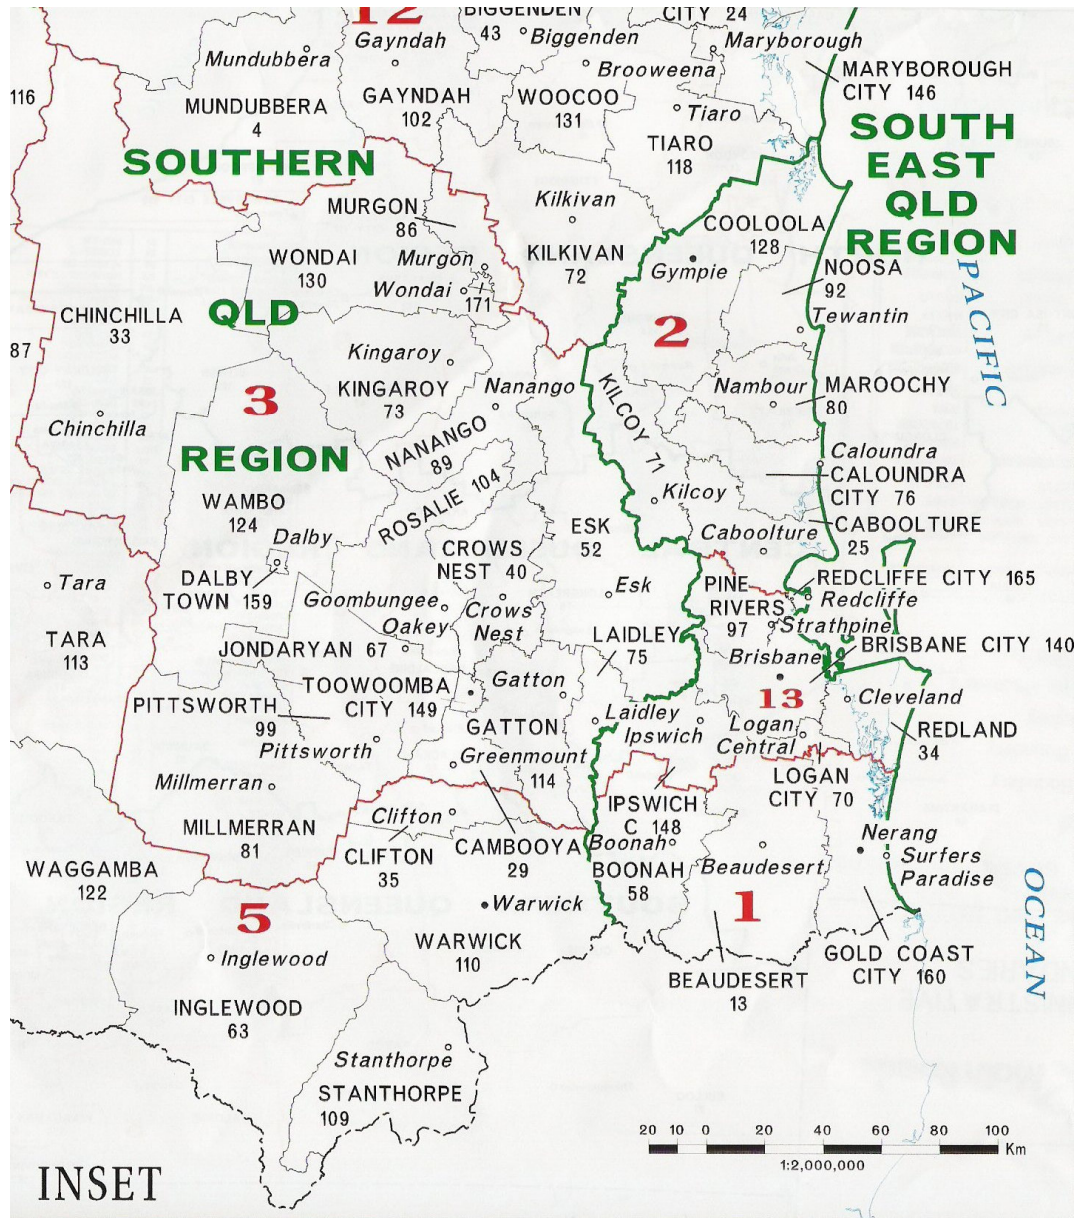 12
BIGGENDEN
43
Biggenden
CITY 24
Gayndah
Maryborough
Mundubbera
Brooweena
MARYBOROUGH
CITY 146
116
MUNDUBBERA
4
GAYNDAH
102
WOOCOO
131
Tiaro
TIARO
118
SOUTH
EAST
QLD
REGION
SOUTHERN
MURGON
86
Kilkivan
COOLOOLA
128
WONDAI
130
Murgon
KILKIVAN
72
Gympie
NOOSA
92
PACIFIC
Wondai
171
Tewantin
CHINCHILLA
33
QLD
2
87
Kingaroy
KINGAROY
73
Nanango
KILCOY 71
Nambour
MAROOCHY
80
3
Chinchilla
NANANGO
89
REGION
ROSALIE 104
Caloundra
CALOUNDRA
CITY 76
Kilcoy
WAMBO
124
Dalby
CROWS
NEST 40
ESK
52
Caboolture
CABOOLTURE
25
Tara
DALBY
TOWN 159
Goombungee
Crows
Nest
Esk
PINE
RIVERS
97
REDCLIFFE CITY 165
Redcliffe
Strathpine
Oakey
TARA
113
JONDARYAN 67
LAIDLEY
75
Brisbane
BRISBANE CITY 140
TOOWOOMBA
CITY 149
Gatton
13
Cleveland
PITTSWORTH
99
GATTON
114
Laidley
Ipswich
Logan
Central
REDLAND
34
Pittsworth
Greenmount
Millmerran
IPSWICH
C 148
LOGAN
CITY 70
Clifton
MILLMERRAN
81
CLIFTON
35
CAMBOOYA
29
Boonah
BOONAH
58
Beaudesert
Nerang
Surfers
Paradise
WAGGAMBA
122
5
Warwick
1
OCEAN
WARWICK
110
GOLD COAST
CITY 160
Inglewood
BEAUDESERT
13
INGLEWOOD
63
Stanthorpe
STANTHORPE
109
20 10 0 20 40 60 80 100
Km
1:2,000,000
INSET